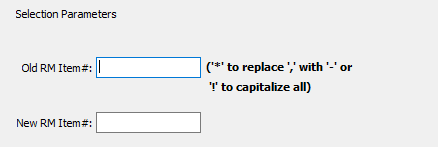 Selection Parameters
Old RM Item#: ('*' to replace ',' with '-' or
'!' to capitalize all)
New RM Item#: